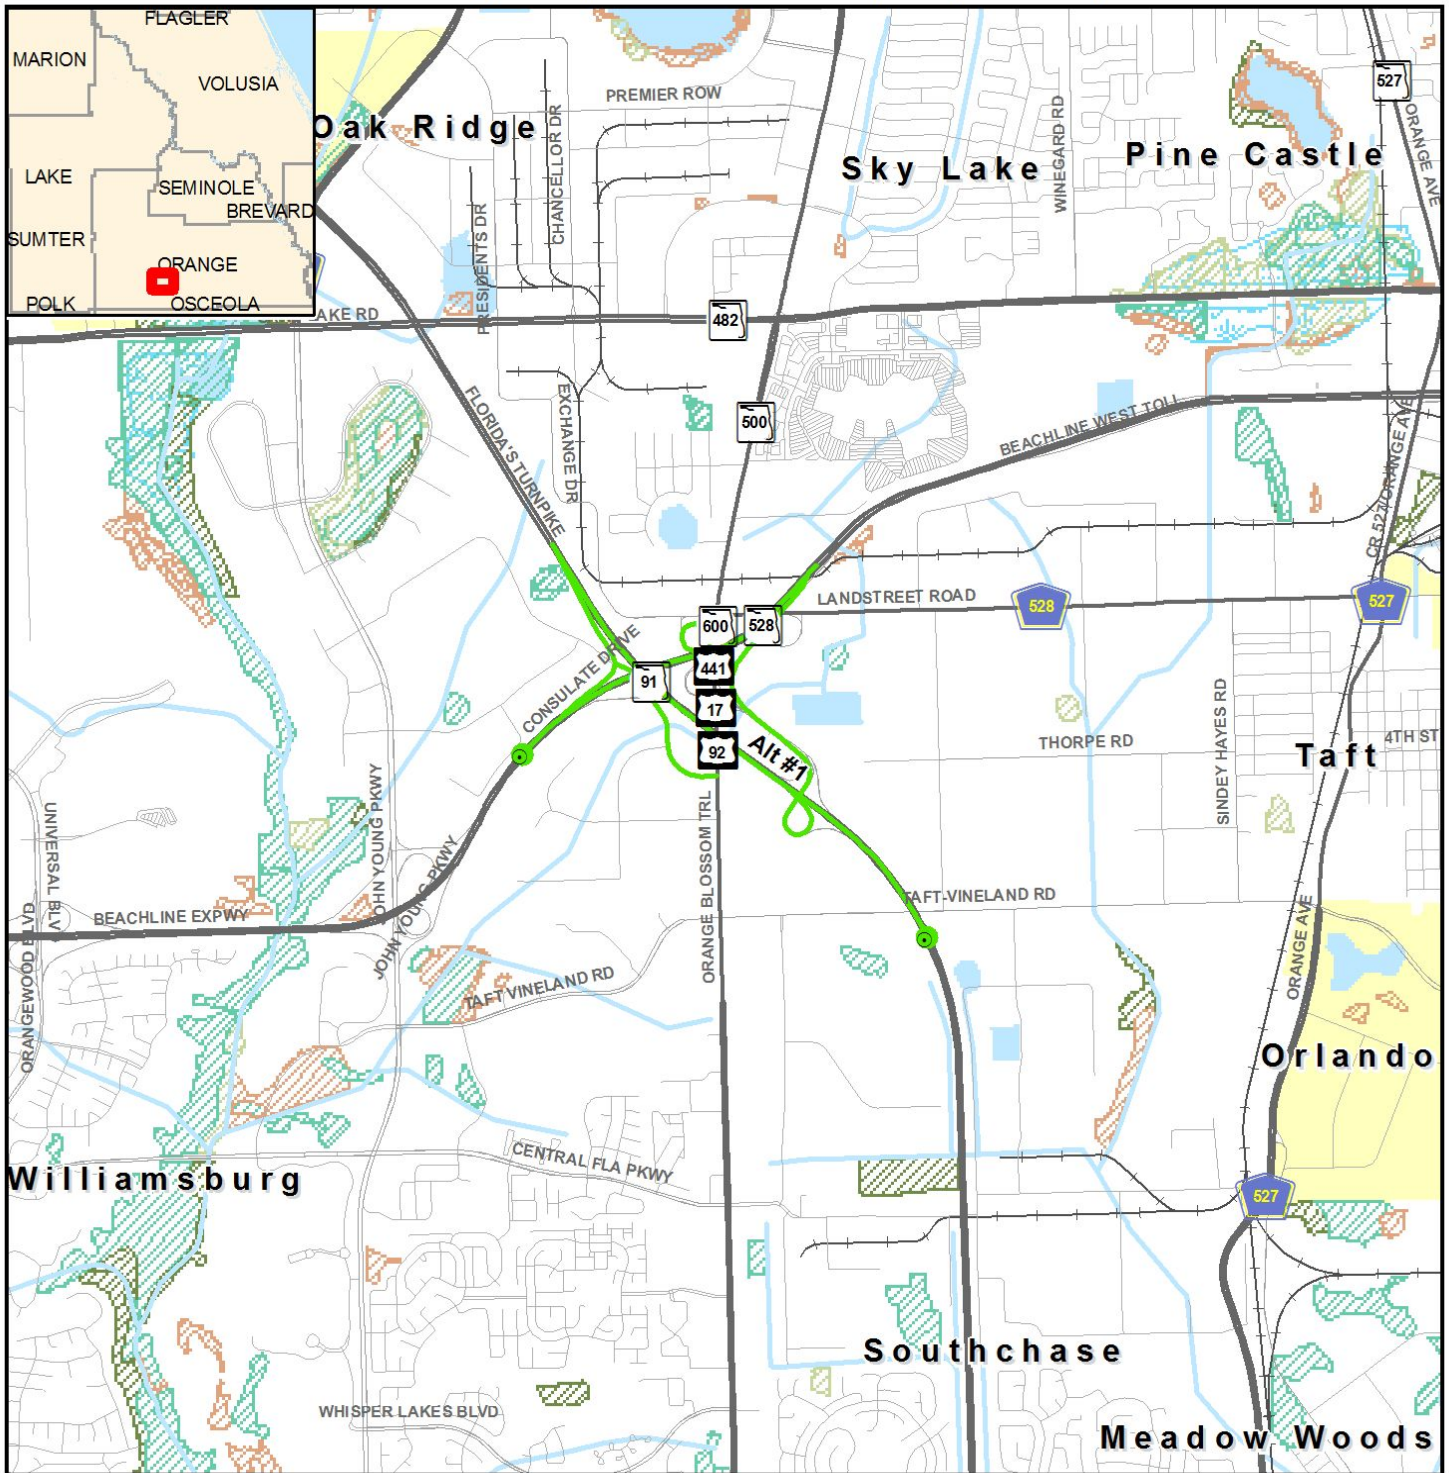 FLAGLER
MARION
VOLUSIA
LAKE
SEMINOLE
BREVARD
SUMTER
ORANGE
POLK
OSCEOLA
Oak Ridge
PREMIER ROW
CHANCELLOR DR
PRESIDENTS DR
Sky Lake
WINEGARD RD
Pine Castle
527
ORANGE AVE
AKE RD
482
FLORIDA'S TURNPIKE
EXCHANGE DR
500
BEACHLINE WEST TOLL
CR 527/ORANGE AVE
LANDSTREET ROAD
528
527
600
528
441
91
17
92
CONSULATE DRIVE
Alt #1
THORPE RD
SINDEY HAYES RD
Taft
4TH ST
UNIVERSAL BLV
JOHN YOUNG PKWY
JOHN YOUNG PKWY
ORANGE BLOSSOM TRL
BEACHLINE EXPWY
TAFT-VINELAND RD
ORANGEWOOD BLVD
TAFT VINELAND RD
ORANGE AVE
Orlando
CENTRAL FLA PKWY
Williamsburg
527
Southchase
WHISPER LAKES BLVD
Meadow Woods